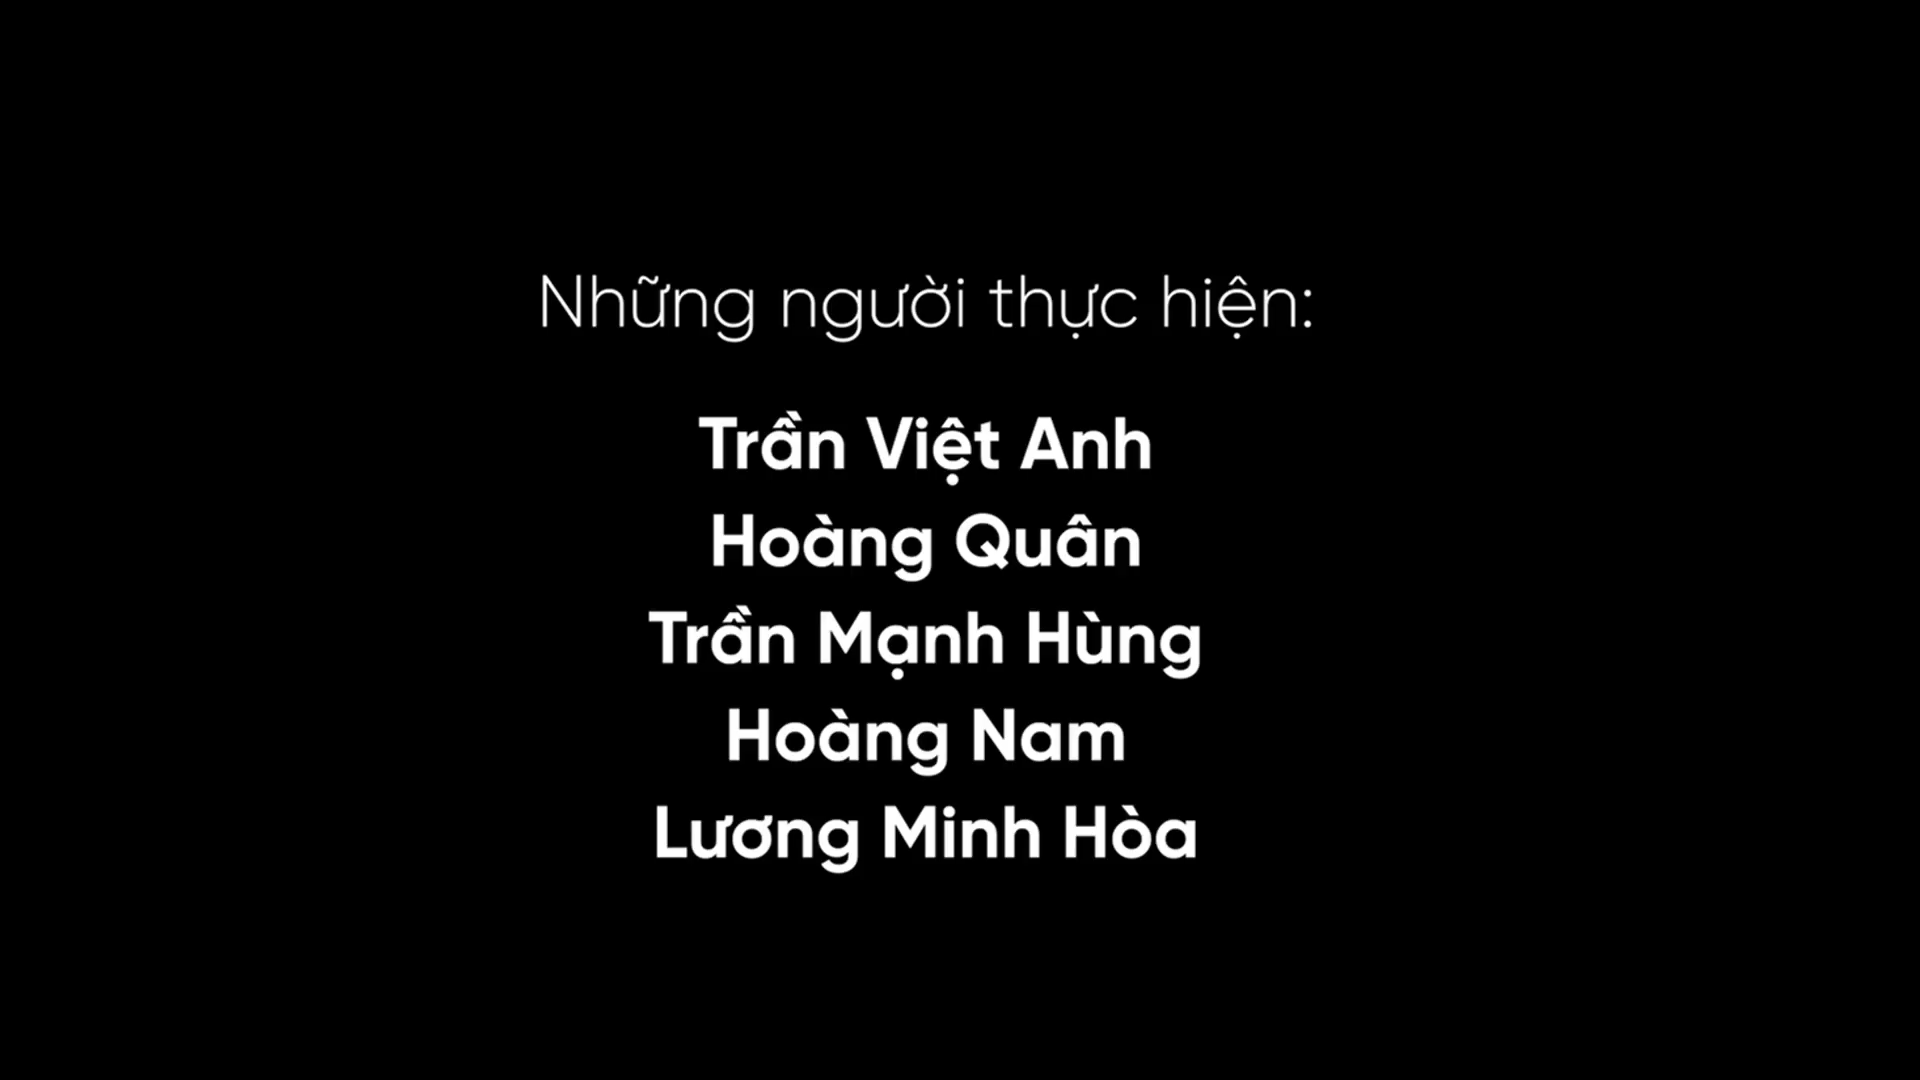 Những người thực hiện:
Trần Việt Anh
Hoàng Quân
Trần Mạnh Hùng
Hoàng Nam
Lương Minh Hòa